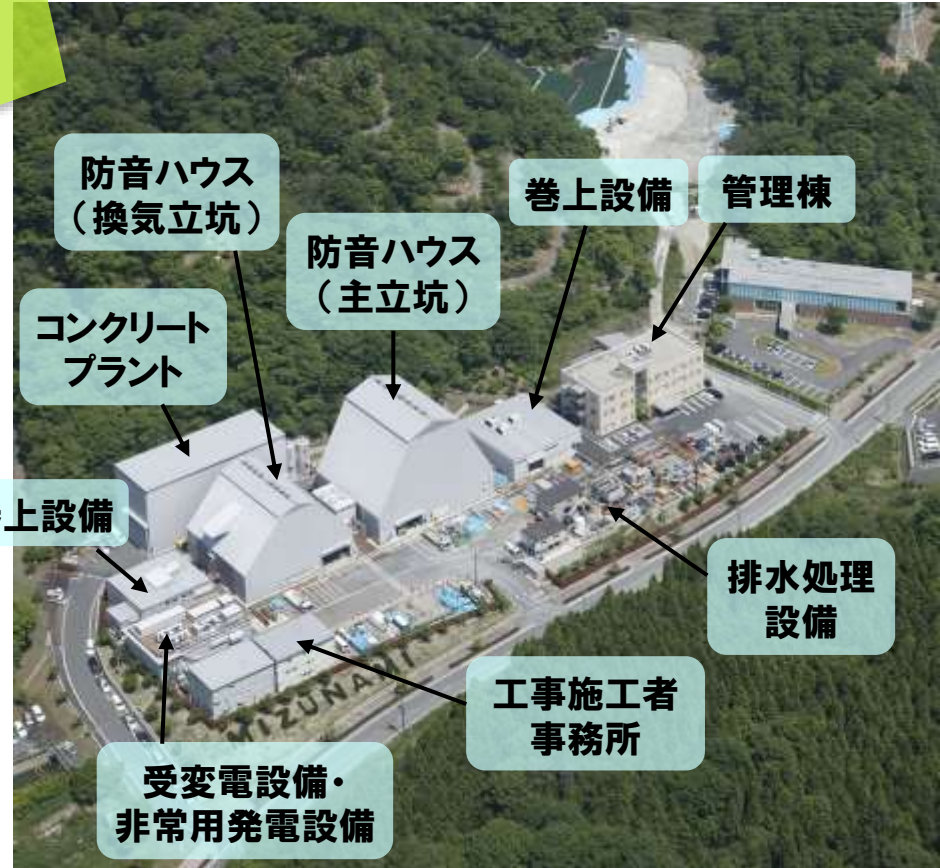 防音ハウス
（換気立坑）
巻上設備
管理棟
防音ハウス
（主立坑）
コンクリート
プラント
上設備
排水処理
設備
工事施工者
事務所
MIZUNAMI
受変電設備・
非常用発電設備